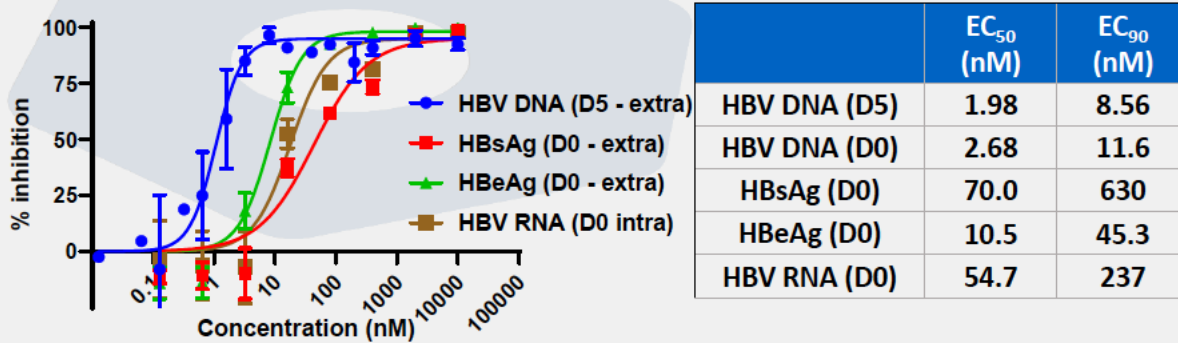 100
75
50
25
0
% inhibition
0.1
1
10
100
1000
10000
100000
Concentration (nM)
HBV DNA (D5 - extra)
HBsAg (D0 - extra)
HBeAg (D0 - extra)
HBV RNA (D0 intra)
EC50 (nM) EC90 (nM)
HBV DNA (D5) 1.98 8.56
HBV DNA (D0) 2.68 11.6
HBsAg (D0) 70.0 630
HBeAg (D0) 10.5 45.3
HBV RNA (D0) 54.7 237